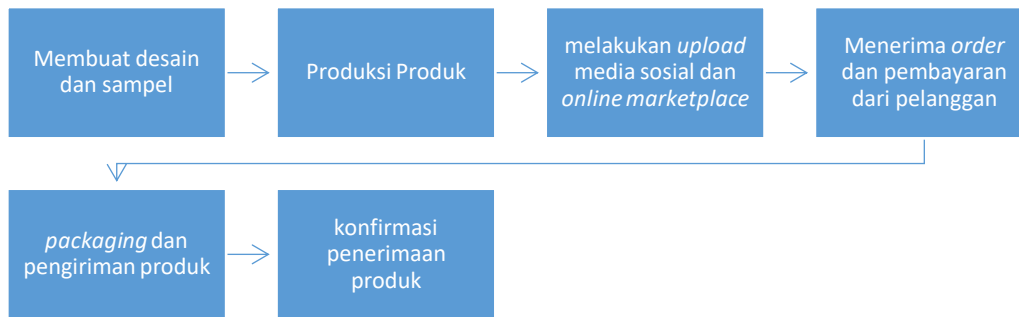 Membuat desain
dan sampel
Produksi Produk
melakukan upload
media sosial dan
online marketplace
Menerima order
dan pembayaran
dari pelanggan
packaging dan
pengiriman produk
konfirmasi
penerimaan
produk